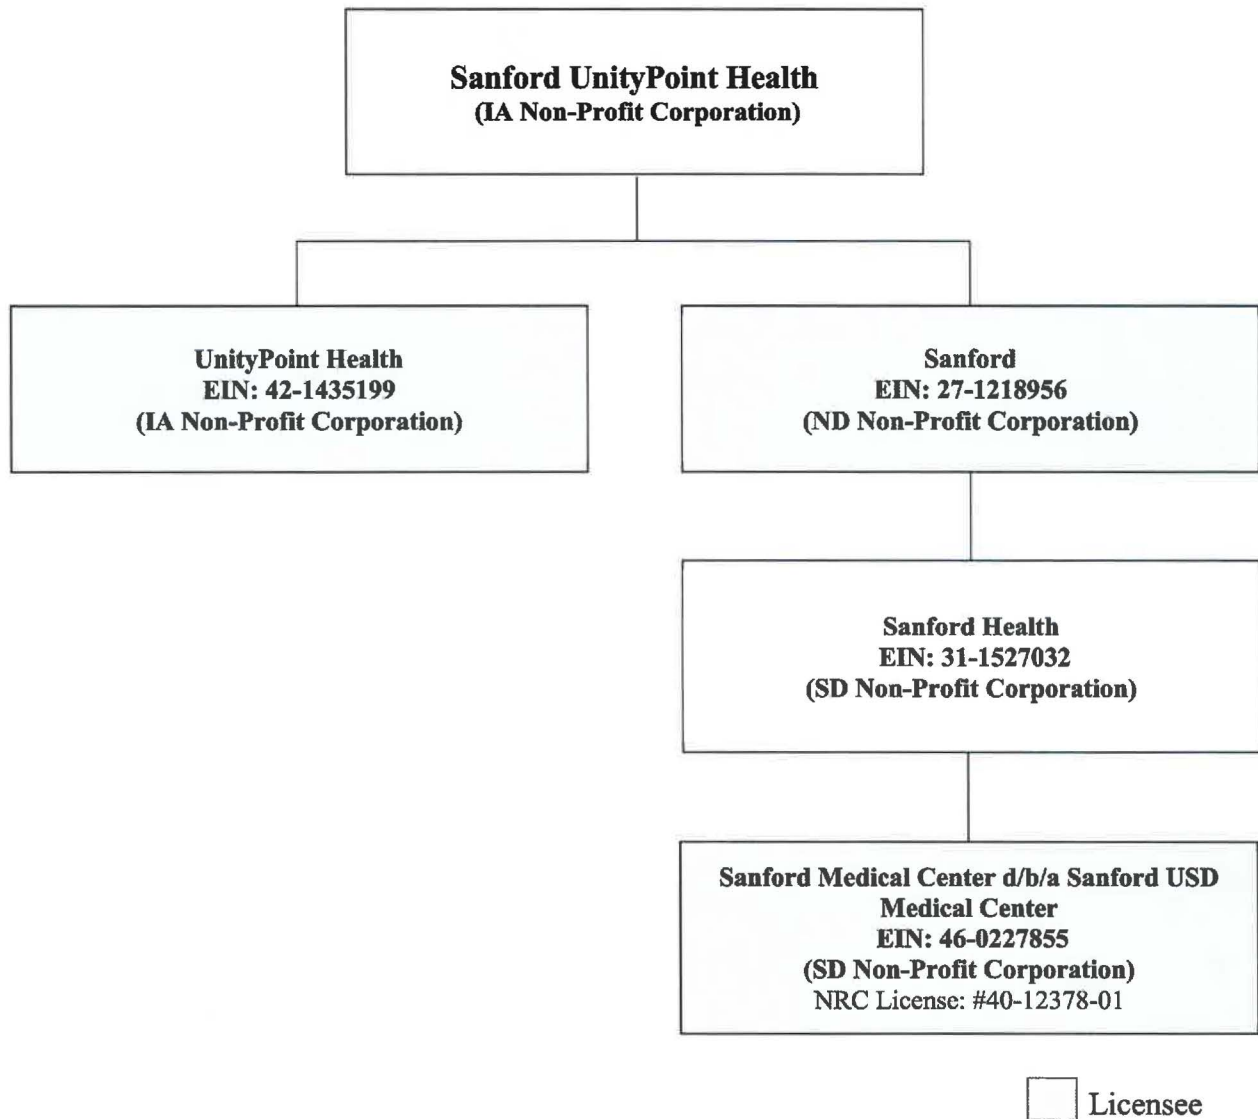 Sanford UnityPoint Health
(IA Non-Profit Corporation)
UnityPoint Health
EIN: 42-1435199
(IA Non-Profit Corporation)
Sanford
EIN: 27-1218956
(ND Non-Profit Corporation)
Sanford Health
EIN: 31-1527032
(SD Non-Profit Corporation)
Sanford Medical Center d/b/a Sanford USD
Medical Center
EIN: 46-0227855
(SD Non-Profit Corporation)
NRC License: #40-12378-01
Licensee